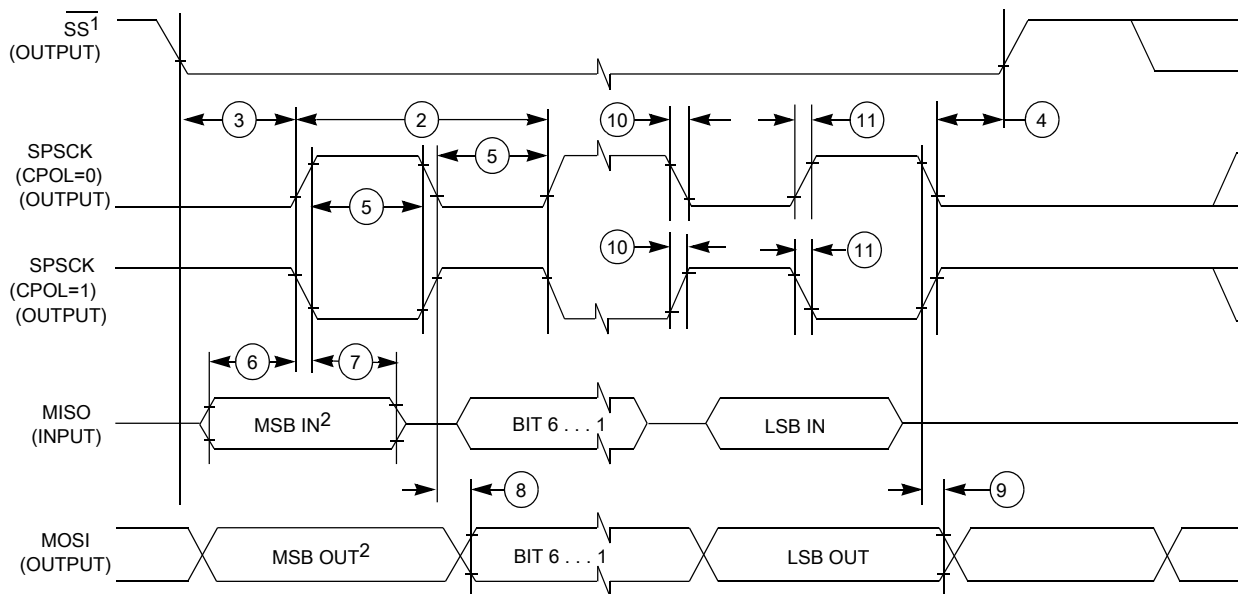 SS1
(OUTPUT)
3
2
10
11
4
SPSCK
(CPOL=0)
(OUTPUT)
5
5
SPSCK
(CPOL=1)
(OUTPUT)
10
11
6
7
MISO
(INPUT)
MSB IN2
BIT 6 . . . 1
LSB IN
8
9
MOSI
(OUTPUT)
MSB OUT2
BIT 6 . . . 1
LSB OUT